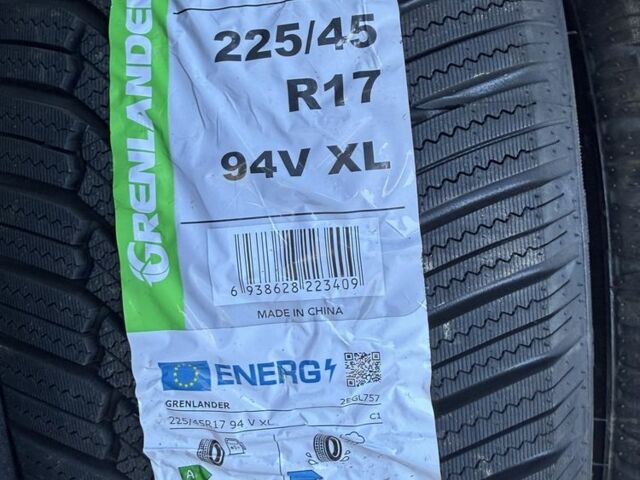 GRENLANDER
225/45
R17
94V XL
6 938628 223409
MADE IN CHINA
ENERG
GRENLANDER 2EGL757
225/45R17 94 V XL C1
A